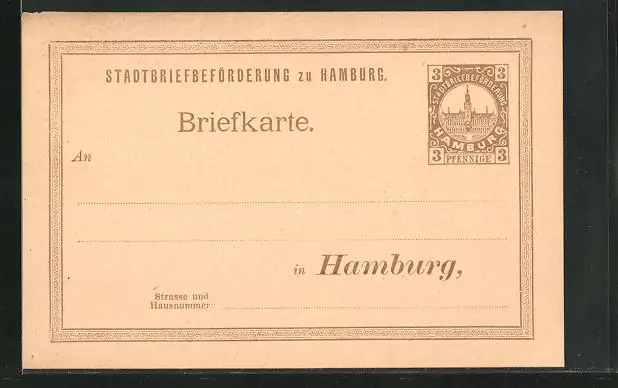 STADTBRIEFBEFÖRDERUNG zu HAMBURG.
Briefkarte.
3 3
STADTBRIEFBEFÖRDERUNG
HAMBURG
3 PFENNIGE 3
An
in Hamburg,
Strasse und
Hausnummer: